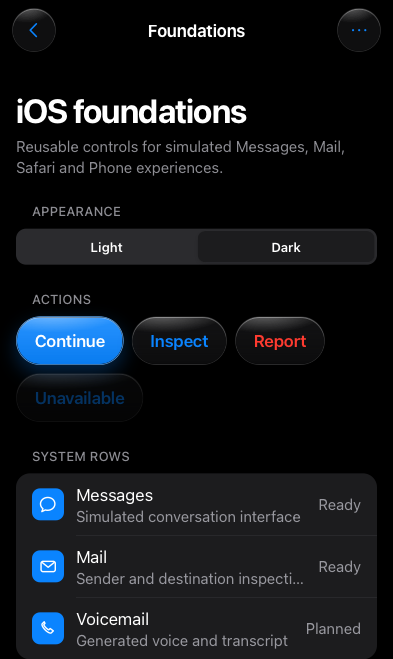 Foundations
iOS foundations
Reusable controls for simulated Messages, Mail,
Safari and Phone experiences.
APPEARANCE
Light
Dark
ACTIONS
Continue
Inspect
Report
Unavailable
SYSTEM ROWS
Messages
Simulated conversation interface
Ready
Mail
Sender and destination inspecti...
Ready
Voicemail
Generated voice and transcript
Planned